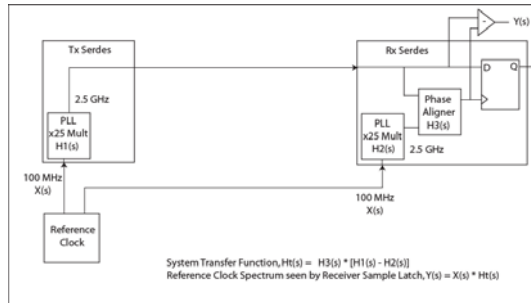 Y(s)
Tx Serdes
Rx Serdes
D
Q
2.5 GHz
Phase
Aligner
H3(s)
PLL
x25 Mult
H1(s)
PLL
x25 Mult
H2(s)
2.5 GHz
100 MHz
X(s)
100 MHz
X(s)
Reference
Clock
System Transfer Function, Ht(s) = H3(s) * [H1(s) - H2(s)]
Reference Clock Spectrum seen by Receiver Sample Latch, Y(s) = X(s) * Ht(s)